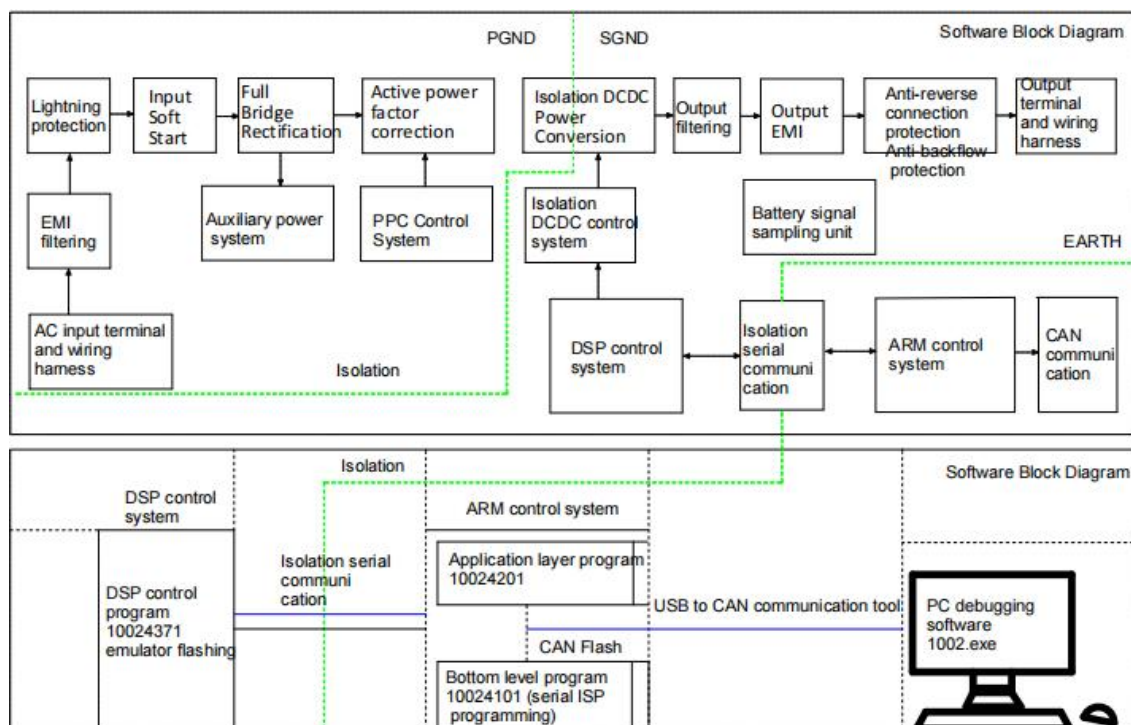 PGND
SGND
Software Block Diagram
Lightning
protection
Input
Soft
Start
Full
Bridge
Rectification
Active power
factor
correction
Isolation DCDC
Power
Conversion
Output
filtering
Output
EMI
Anti-reverse
connection
protection
Anti-backflow
protection
Output
terminal
and wiring
harness
EMI
filtering
Auxiliary power
system
PPC Control
System
Isolation
DCDC control
system
Battery signal
sampling unit
EARTH
AC input terminal
and wiring
harness
Isolation
DSP control
system
Isolation
serial
communi
cation
ARM control
system
CAN
communi
cation
Isolation
Software Block Diagram
DSP control
system
ARM control system
DSP control
program
10024371
emulator flashing
Isolation serial
communi
cation
Application layer program
10024201
USB to CAN communication tool
CAN Flash
Bottom level program
10024101 (serial ISP
programming)
PC debugging
software
1002.exe